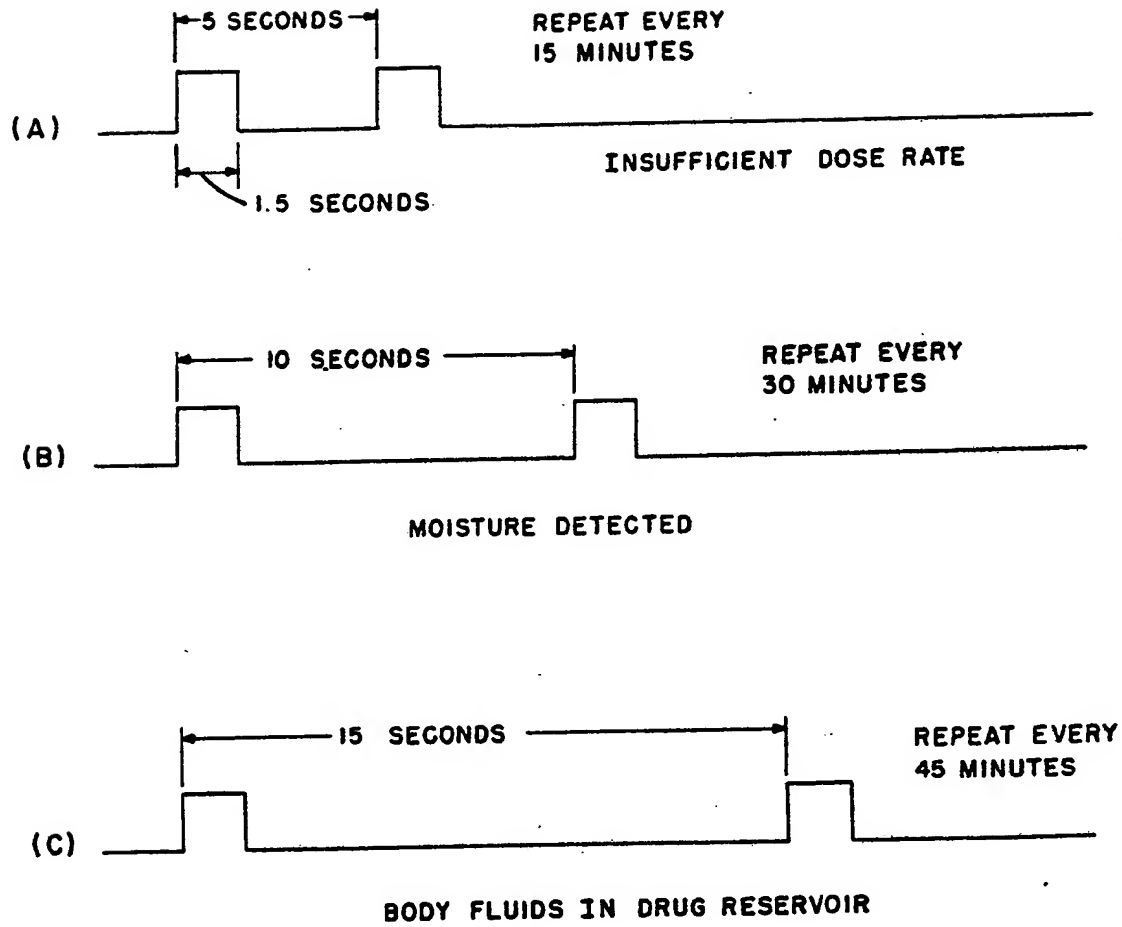 5 SECONDS
REPEAT EVERY
15 MINUTES
(A)
INSUFFICIENT DOSE RATE
1.5 SECONDS
10 SECONDS
REPEAT EVERY
30 MINUTES
(B)
MOISTURE DETECTED
15 SECONDS
REPEAT EVERY
45 MINUTES
(C)
BODY FLUIDS IN DRUG RESERVOIR